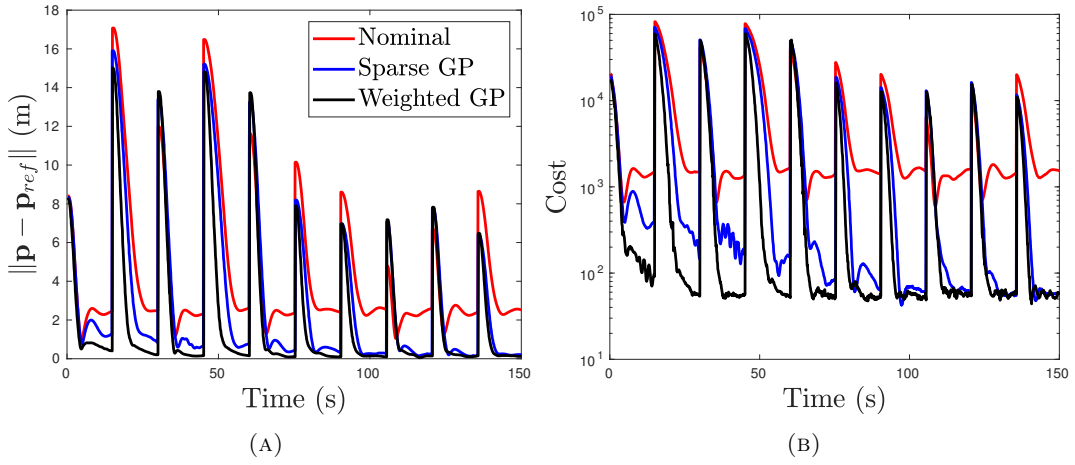 ‖p − p_ref‖ (m)
18
16
14
12
10
8
6
4
2
0
0 50 100 150
Time (s)
Nominal
Sparse GP
Weighted GP
(A)
Cost
10^5
10^4
10^3
10^2
10^1
0 50 100 150
Time (s)
(B)